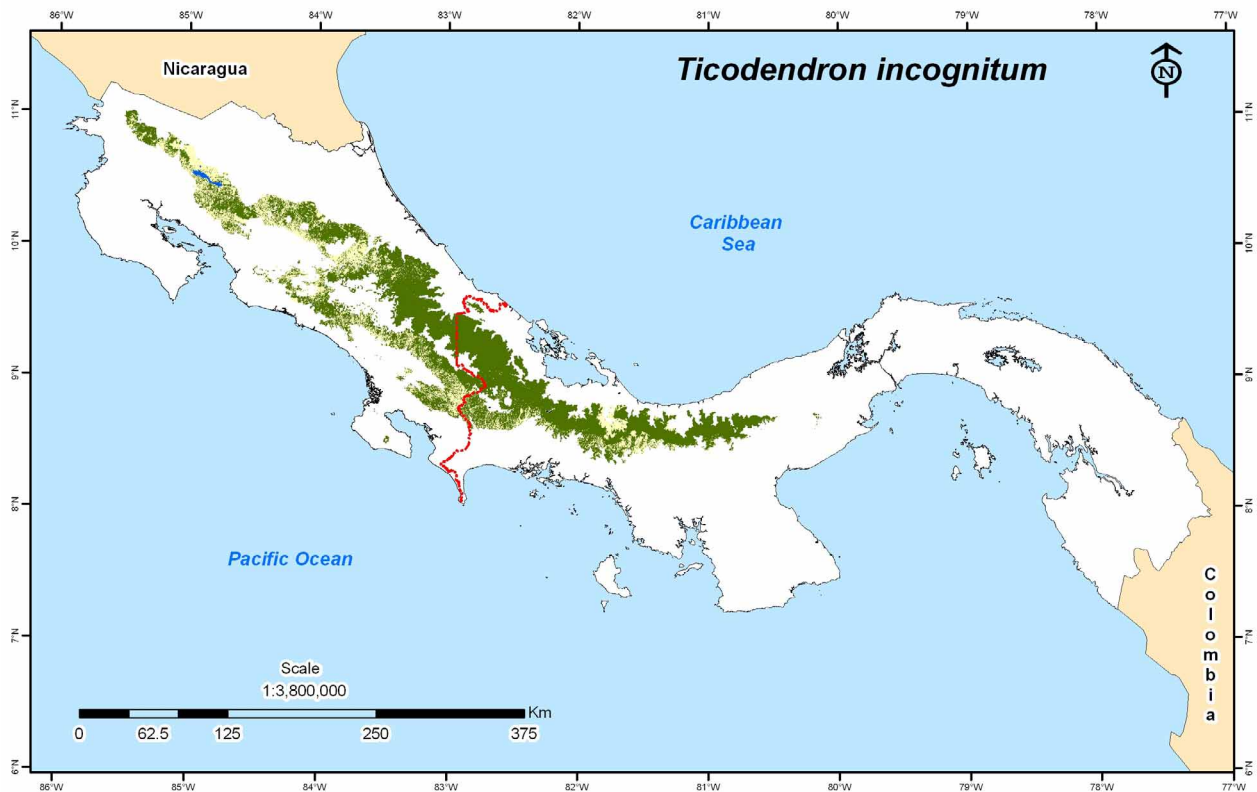 86°W 85°W 84°W 83°W 82°W 81°W 80°W 79°W 78°W 77°W
Nicaragua
Ticodendron incognitum
N
11°N 11°N
Caribbean
Sea
10°N 10°N
9°N 9°N
8°N 8°N
Pacific Ocean
Colombia
7°N 7°N
Scale
1:3,800,000
Km
0 62.5 125 250 375
6°N 6°N
86°W 85°W 84°W 83°W 82°W 81°W 80°W 79°W 78°W 77°W